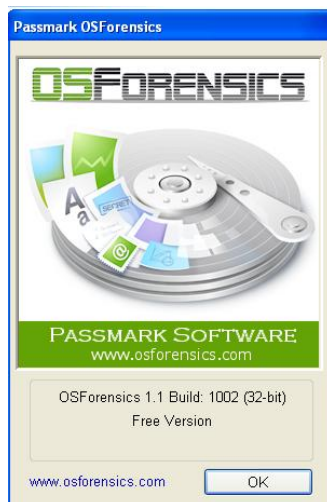 Passmark OSForensics
OSFORENSICS
Aa
SECRET
@
PASSMARK SOFTWARE
www.osforensics.com
OSForensics 1.1 Build: 1002 (32-bit)
Free Version
www.osforensics.com
OK